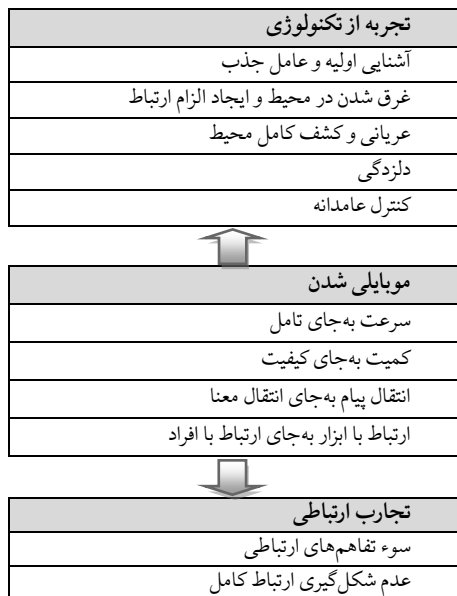 تجربه از تکنولوژی
آشنایی اولیه و عامل جذب
غرق شدن در محیط و ایجاد الزام ارتباط
عریانی و کشف کامل محیط
دلزدگی
کنترل عامدانه
موبایلی شدن
سرعت به‌جای تامل
کمیت به‌جای کیفیت
انتقال پیام به‌جای انتقال معنا
ارتباط با ابزار به‌جای ارتباط با افراد
تجارب ارتباطی
سوء تفاهم‌های ارتباطی
عدم شکل‌گیری ارتباط کامل